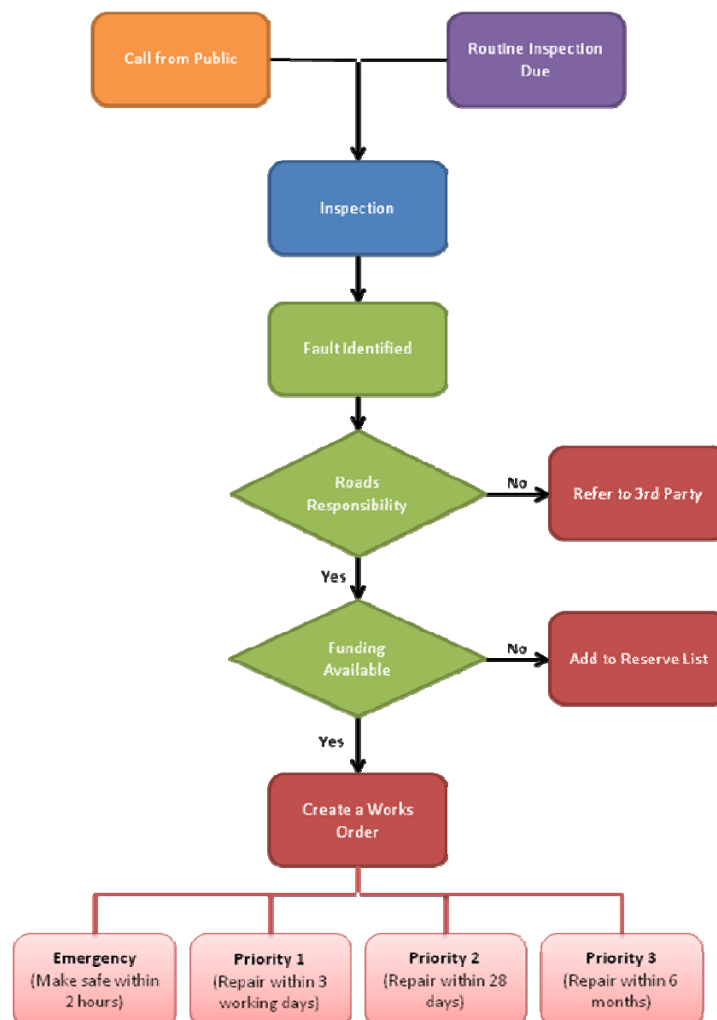 Call from Public
Routine Inspection
Due
Inspection
Fault Identified
Roads
Responsibility
No
Refer to 3rd Party
Yes
Funding
Available
No
Add to Reserve List
Yes
Create a Works
Order
Emergency
(Make safe within
2 hours)
Priority 1
(Repair within 3
working days)
Priority 2
(Repair within 28
days)
Priority 3
(Repair within 6
months)